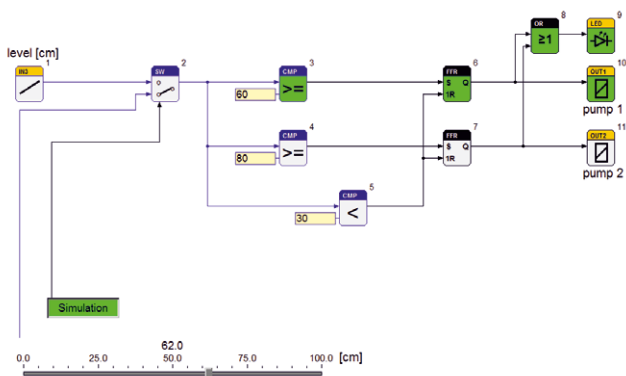 level [cm]
1
IN3
2
SW
3
CMP
>=
60
4
CMP
>=
80
5
CMP
<
30
6
FFR
S Q
1R
7
FFR
S Q
1R
8
OR
≥1
9
LED
10
OUT1
pump 1
11
OUT2
pump 2
Simulation
62.0
0.0 25.0 50.0 75.0 100.0 [cm]